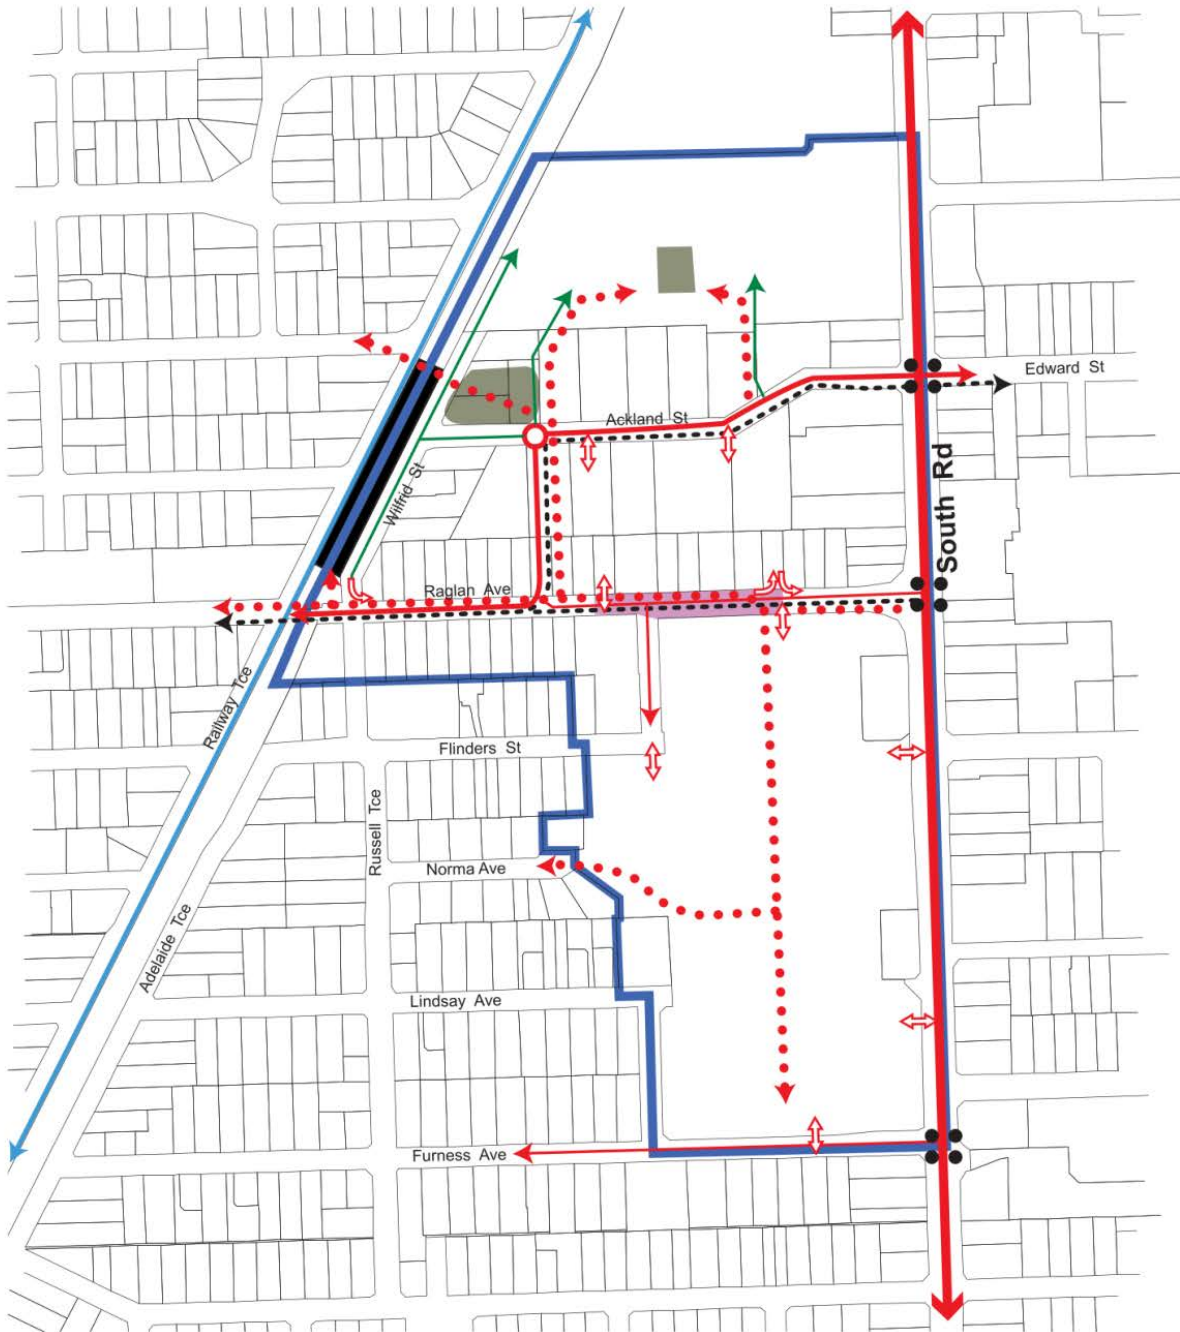 Edward St
Ackland St
South Rd
Wilfrid St
Raglan Ave
Railway Tce
Flinders St
Russell Tce
Norma Ave
Adelaide Tce
Lindsay Ave
Furness Ave